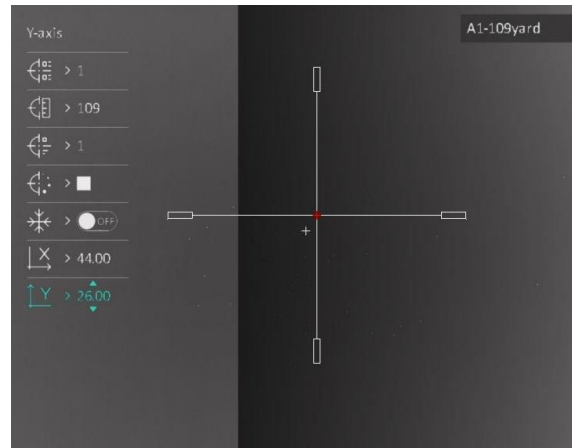 Y-axis
A1-109yard
> 1
> 109
> 1
>
> OFF
X > 44.00
Y > 26.00